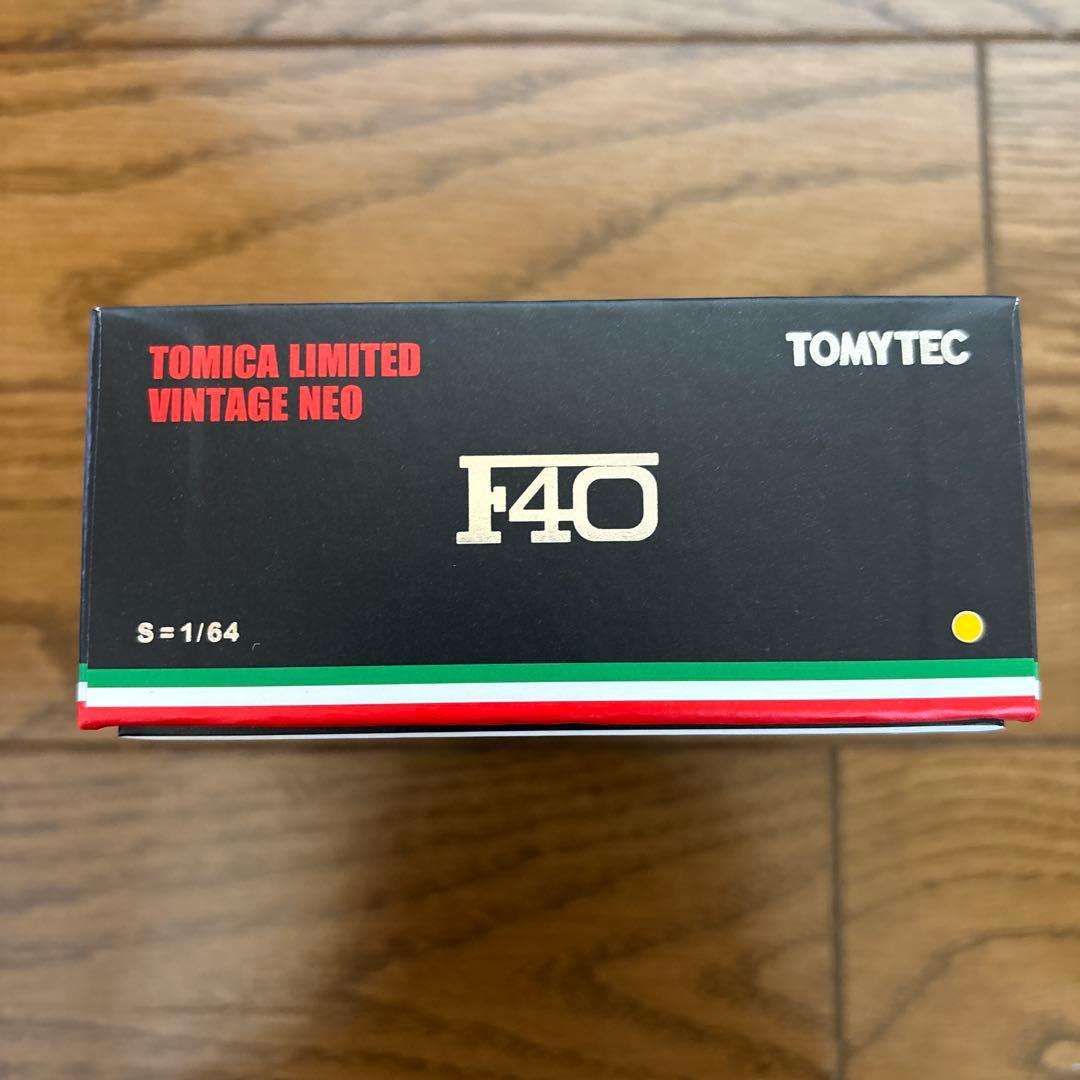 TOMICA LIMITED
VINTAGE NEO
TOMYTEC
F40
S=1/64